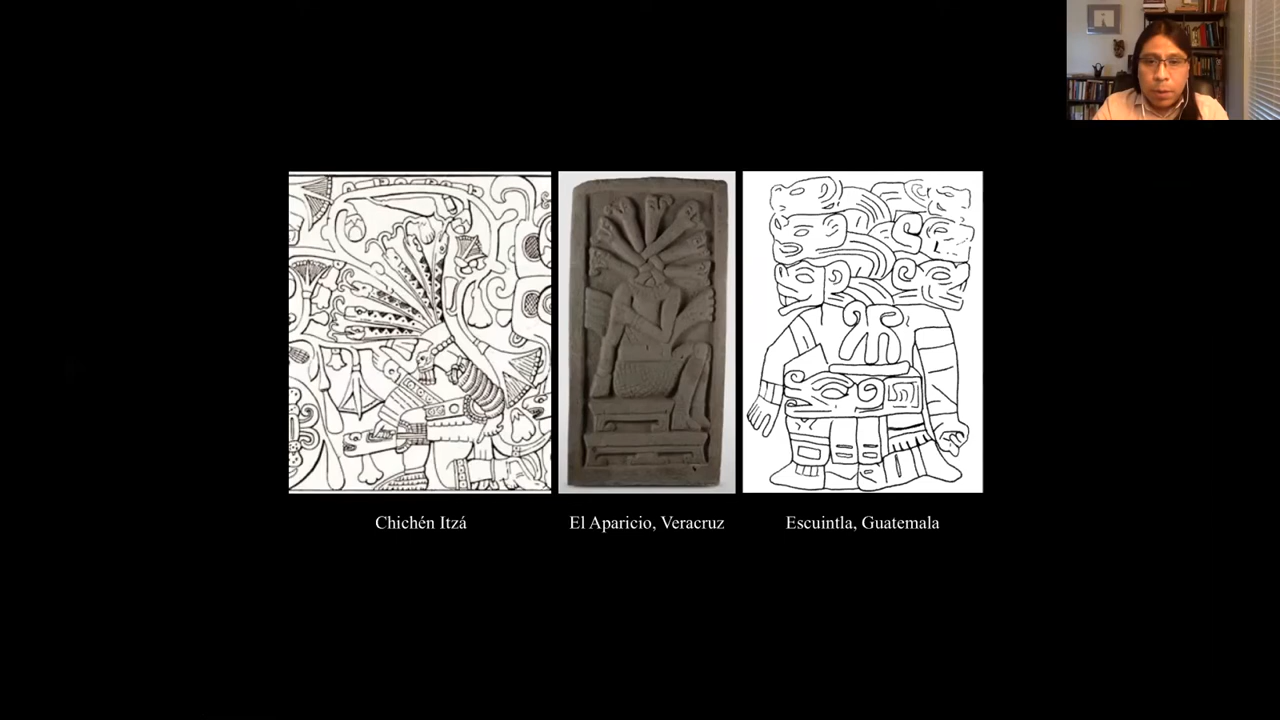 Chichén Itzá
El Aparicio, Veracruz
Escuintla, Guatemala